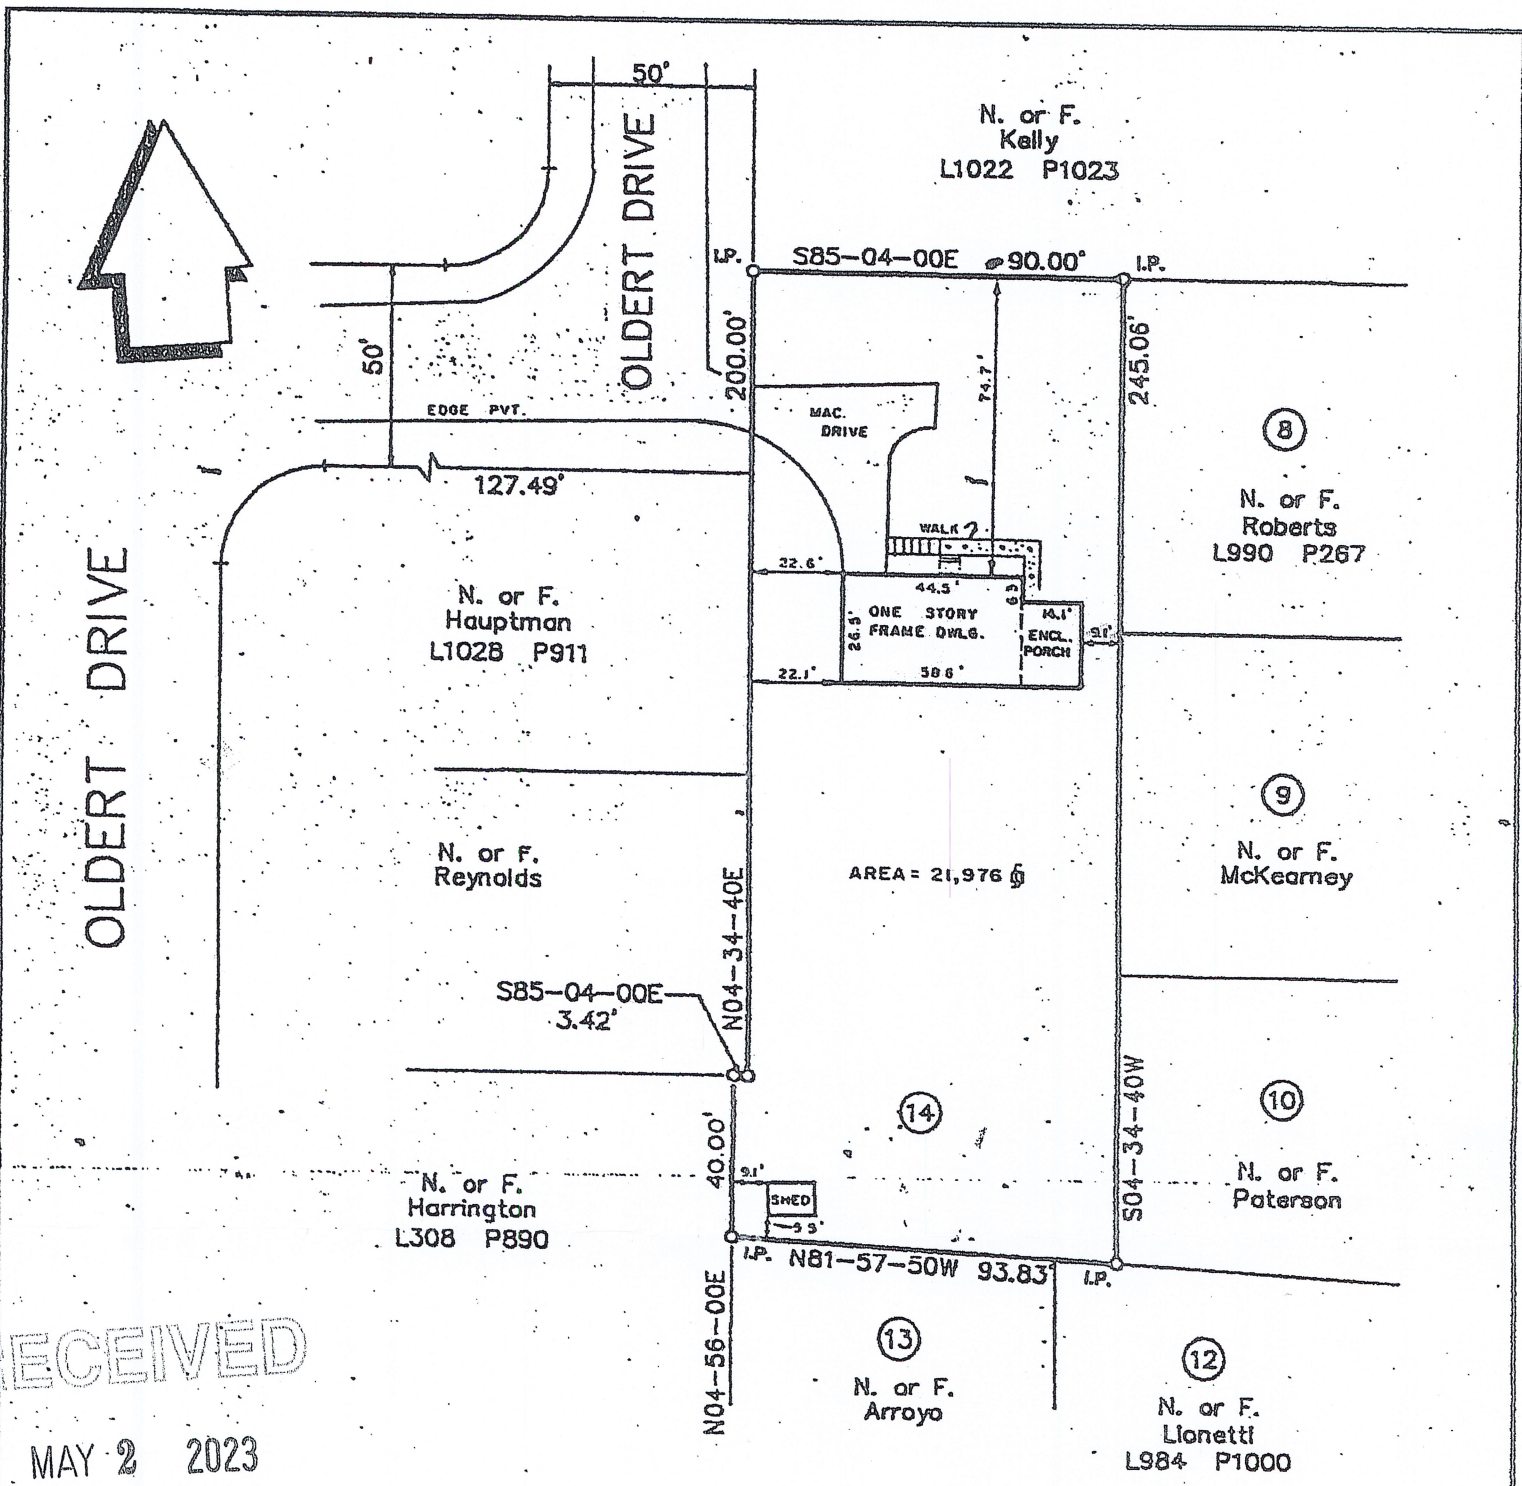 50'
N. or F.
Kelly
L1022 P1023
OLDERT DRIVE
I.P.
S85-04-00E 90.00'
I.P.
50'
200.00'
245.06'
74.7'
EDGE PVT.
MAC.
DRIVE
8
127.49'
N. or F.
Roberts
L990 P267
WALK
OLDERT DRIVE
22.6'
44.5'
6.3
14.1'
N. or F.
Hauptman
L1028 P911
26.5'
ONE STORY
FRAME DWLG.
ENCL.
PORCH
9.1'
22.1'
58.6'
9
N. or F.
McKearney
N. or F.
Reynolds
AREA = 21,976
N04-34-40E
S85-04-00E
3.42'
14
10
S04-34-40W
40.00'
9.1'
SHED
9.9'
N. or F.
Paterson
N. or F.
Harrington
L308 P890
I.P.
N81-57-50W 93.83'
I.P.
N04-56-00E
13
N. or F.
Arroyo
12
N. or F.
Lionetti
L984 P1000
ECEIVED
MAY 2 2023